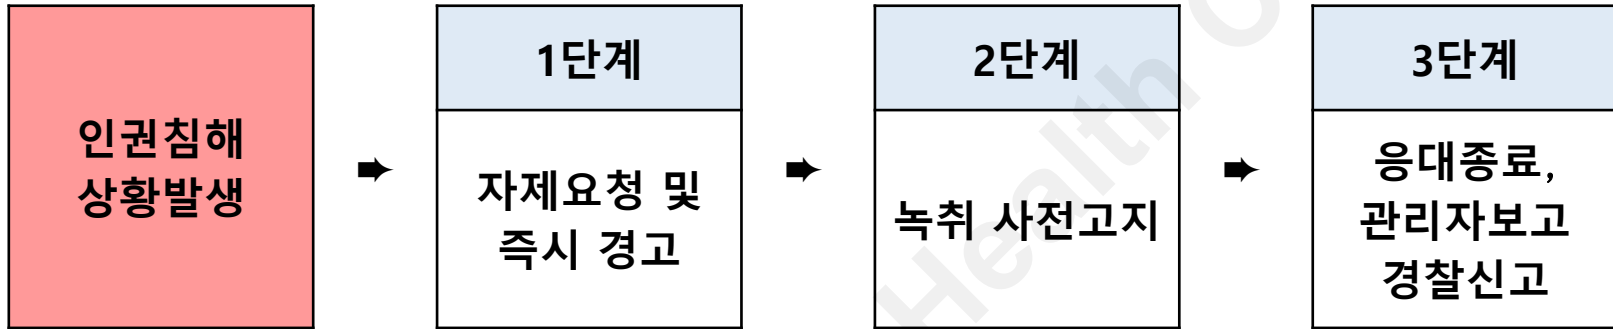 인권침해
상황발생
1단계
자제요청 및
즉시 경고
2단계
녹취 사전고지
3단계
응대종료,
관리자보고
경찰신고
Health